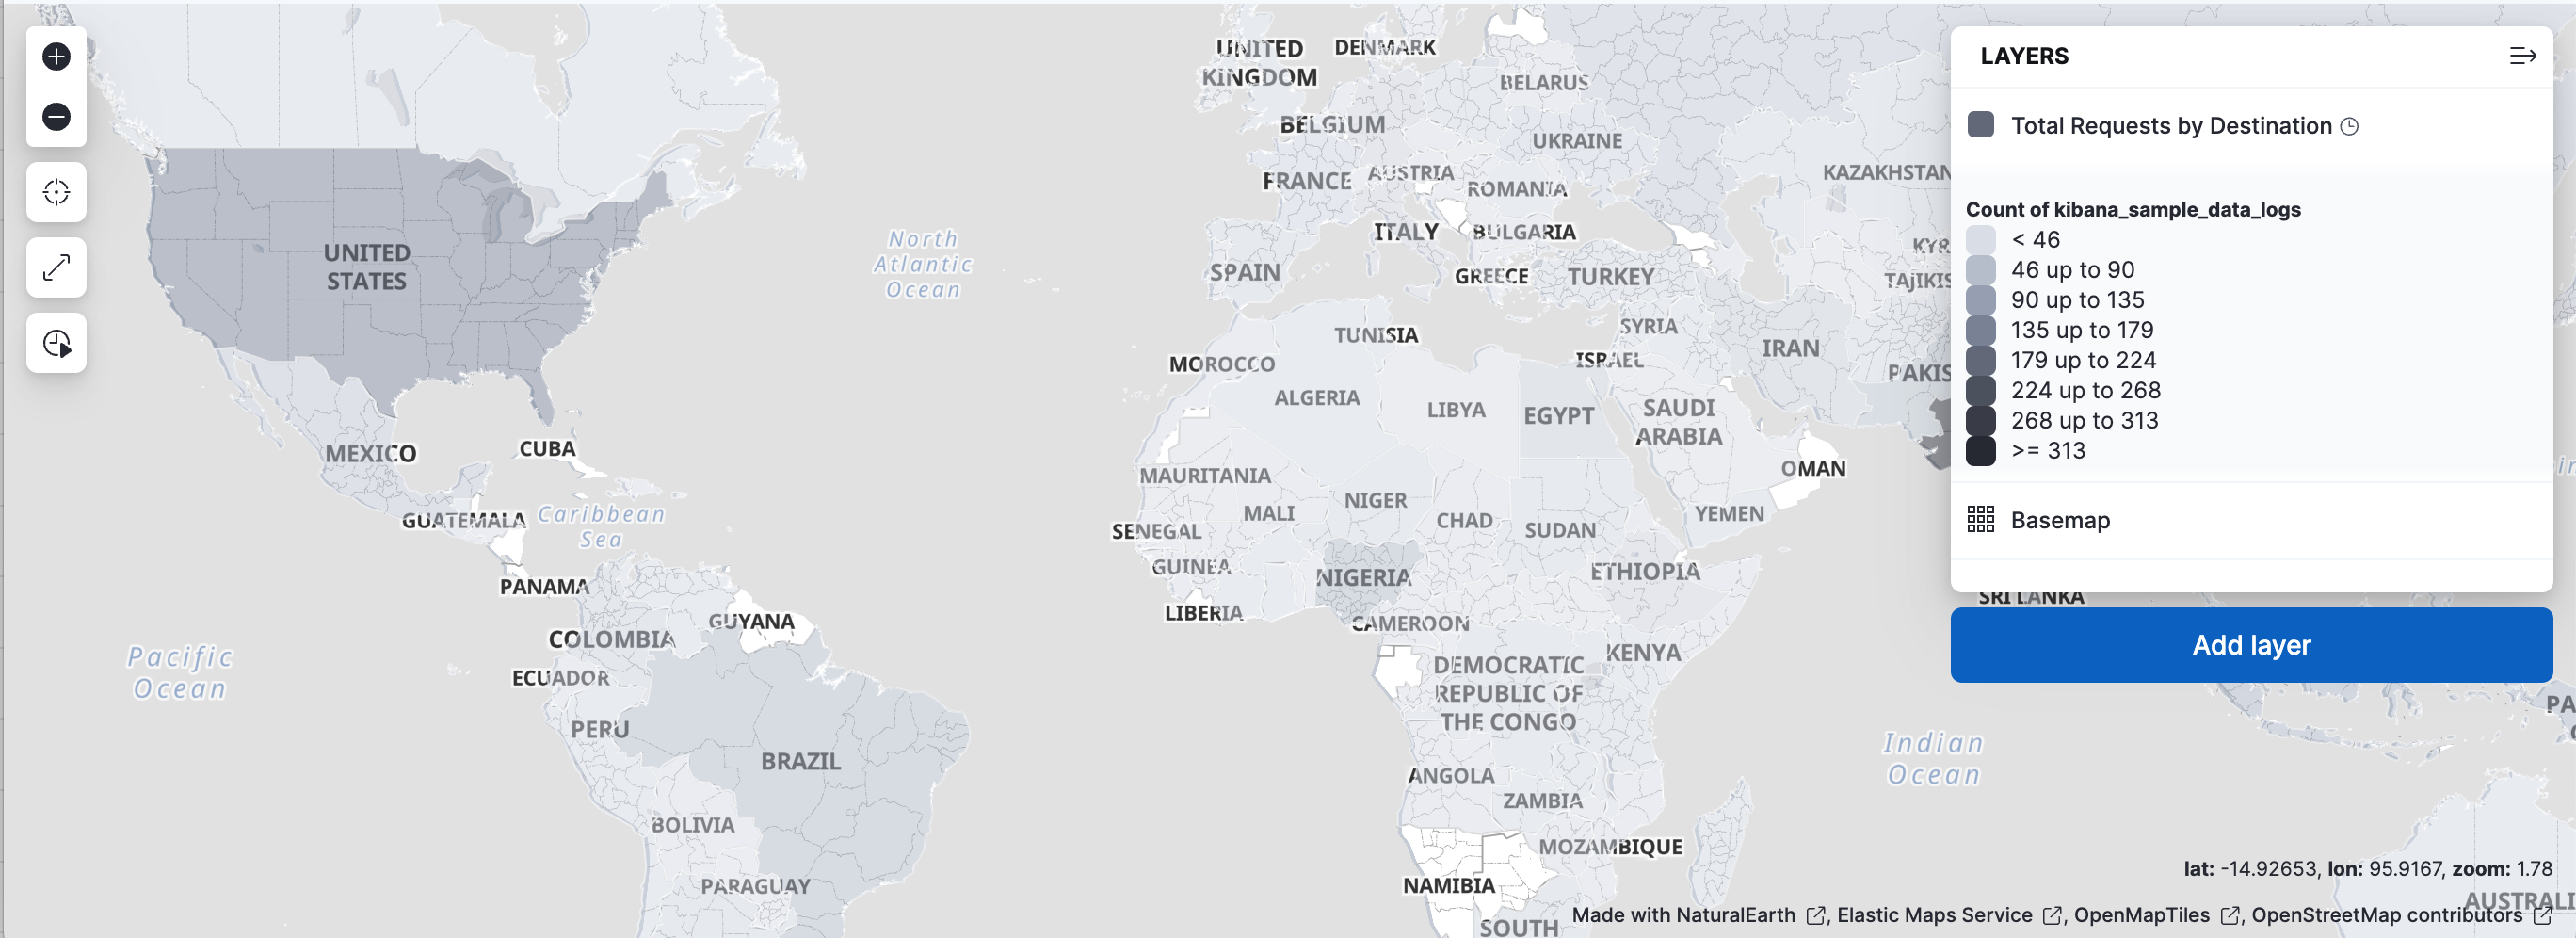 UNITED
KINGDOM
DENMARK
BELARUS
BELGIUM
UKRAINE
FRANCE
AUSTRIA
ROMANIA
KAZAKHSTAN
ITALY
BULGARIA
SPAIN
GREECE
TURKEY
North
Atlantic
Ocean
UNITED
STATES
TUNISIA
SYRIA
MOROCCO
ISRAEL
IRAN
ALGERIA
LIBYA
EGYPT
SAUDI
ARABIA
MEXICO
CUBA
OMAN
MAURITANIA
NIGER
MALI
CHAD
SUDAN
YEMEN
GUATEMALA
Caribbean
Sea
SENEGAL
GUINEA
NIGERIA
ETHIOPIA
PANAMA
LIBERIA
CAMEROON
GUYANA
COLOMBIA
ECUADOR
DEMOCRATIC
REPUBLIC OF
THE CONGO
KENYA
Pacific
Ocean
PERU
BRAZIL
ANGOLA
ZAMBIA
BOLIVIA
MOZAMBIQUE
PARAGUAY
NAMIBIA
SOUTH
Indian
Ocean
LAYERS
Total Requests by Destination
Count of kibana_sample_data_logs
< 46
46 up to 90
90 up to 135
135 up to 179
179 up to 224
224 up to 268
268 up to 313
>= 313
Basemap
SRI LANKA
Add layer
lat: -14.92653, lon: 95.9167, zoom: 1.78
AUSTRALI
Made with NaturalEarth , Elastic Maps Service , OpenMapTiles , OpenStreetMap contributors